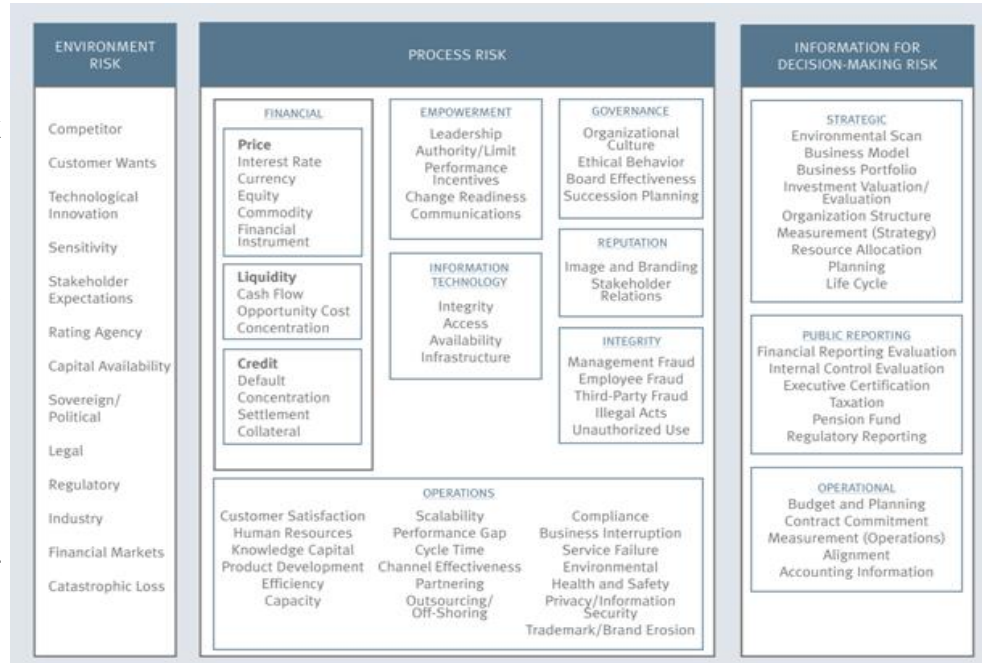 ENVIRONMENT
RISK
Competitor
Customer Wants
Technological
Innovation
Sensitivity
Stakeholder
Expectations
Rating Agency
Capital Availability
Sovereign/
Political
Legal
Regulatory
Industry
Financial Markets
Catastrophic Loss
PROCESS RISK
FINANCIAL
Price
Interest Rate
Currency
Equity
Commodity
Financial
Instrument
Liquidity
Cash Flow
Opportunity Cost
Concentration
Credit
Default
Concentration
Settlement
Collateral
EMPOWERMENT
Leadership
Authority/Limit
Performance
Incentives
Change Readiness
Communications
INFORMATION
TECHNOLOGY
Integrity
Access
Availability
Infrastructure
GOVERNANCE
Organizational
Culture
Ethical Behavior
Board Effectiveness
Succession Planning
REPUTATION
Image and Branding
Stakeholder
Relations
INTEGRITY
Management Fraud
Employee Fraud
Third-Party Fraud
Illegal Acts
Unauthorized Use
OPERATIONS
Customer Satisfaction
Human Resources
Knowledge Capital
Product Development
Efficiency
Capacity
Scalability
Performance Gap
Cycle Time
Channel Effectiveness
Partnering
Outsourcing/
Off-Shoring
Compliance
Business Interruption
Service Failure
Environmental
Health and Safety
Privacy/Information
Security
Trademark/Brand Erosion
INFORMATION FOR
DECISION-MAKING RISK
STRATEGIC
Environmental Scan
Business Model
Business Portfolio
Investment Valuation/
Evaluation
Organization Structure
Measurement (Strategy)
Resource Allocation
Planning
Life Cycle
PUBLIC REPORTING
Financial Reporting Evaluation
Internal Control Evaluation
Executive Certification
Taxation
Pension Fund
Regulatory Reporting
OPERATIONAL
Budget and Planning
Contract Commitment
Measurement (Operations)
Alignment
Accounting Information